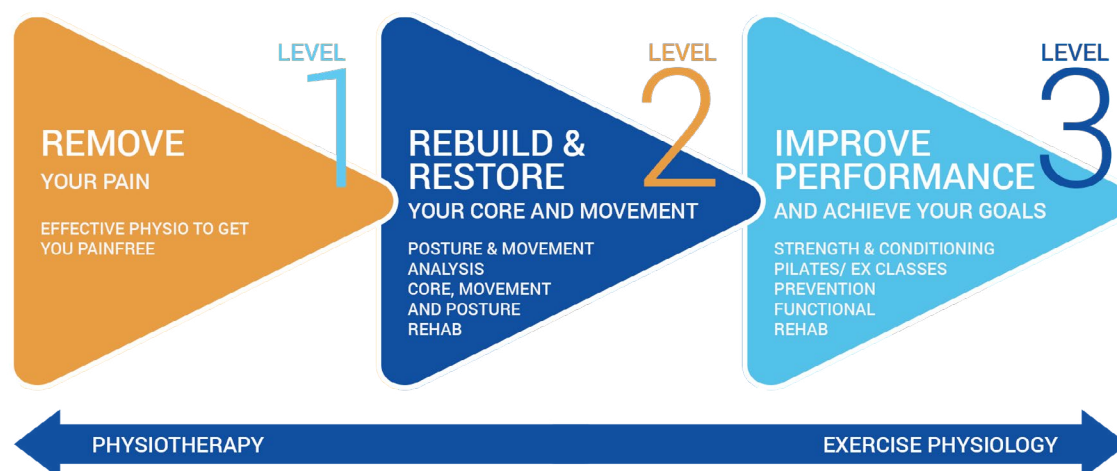 LEVEL
1
REMOVE
YOUR PAIN
EFFECTIVE PHYSIO TO GET
YOU PAINFREE
LEVEL
2
REBUILD &
RESTORE
YOUR CORE AND MOVEMENT
POSTURE & MOVEMENT
ANALYSIS
CORE, MOVEMENT
AND POSTURE
REHAB
LEVEL
3
IMPROVE
PERFORMANCE
AND ACHIEVE YOUR GOALS
STRENGTH & CONDITIONING
PILATES/ EX CLASSES
PREVENTION
FUNCTIONAL
REHAB
PHYSIOTHERAPY
EXERCISE PHYSIOLOGY